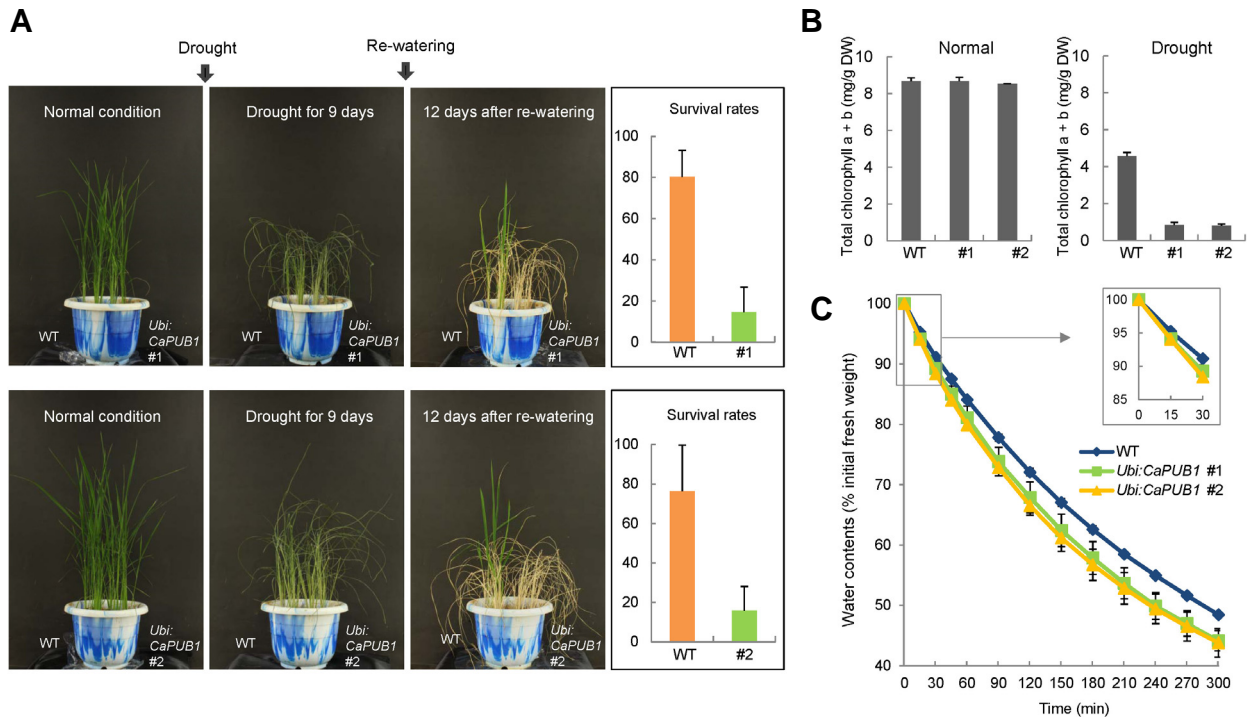 A
Drought
Re-watering
Normal condition
Drought for 9 days
12 days after re-watering
WT
Ubi:
CaPUB1
#1
WT
Ubi:
CaPUB1
#1
WT
Ubi:
CaPUB1
#1
Survival rates
100
80
60
40
20
0
WT
#1
Normal condition
Drought for 9 days
12 days after re-watering
WT
Ubi:
CaPUB1
#2
WT
Ubi:
CaPUB1
#2
WT
Ubi:
CaPUB1
#2
Survival rates
100
80
60
40
20
0
WT
#2
B
Normal
Total chlorophyll a + b (mg/g DW)
10
8
6
4
2
0
WT
#1
#2
Drought
Total chlorophyll a + b (mg/g DW)
10
8
6
4
2
0
WT
#1
#2
C
Water contents (% initial fresh weight)
100
90
80
70
60
50
40
0 30 60 90 120 150 180 210 240 270 300
Time (min)
100
95
90
85
0 15 30
WT
Ubi:CaPUB1 #1
Ubi:CaPUB1 #2